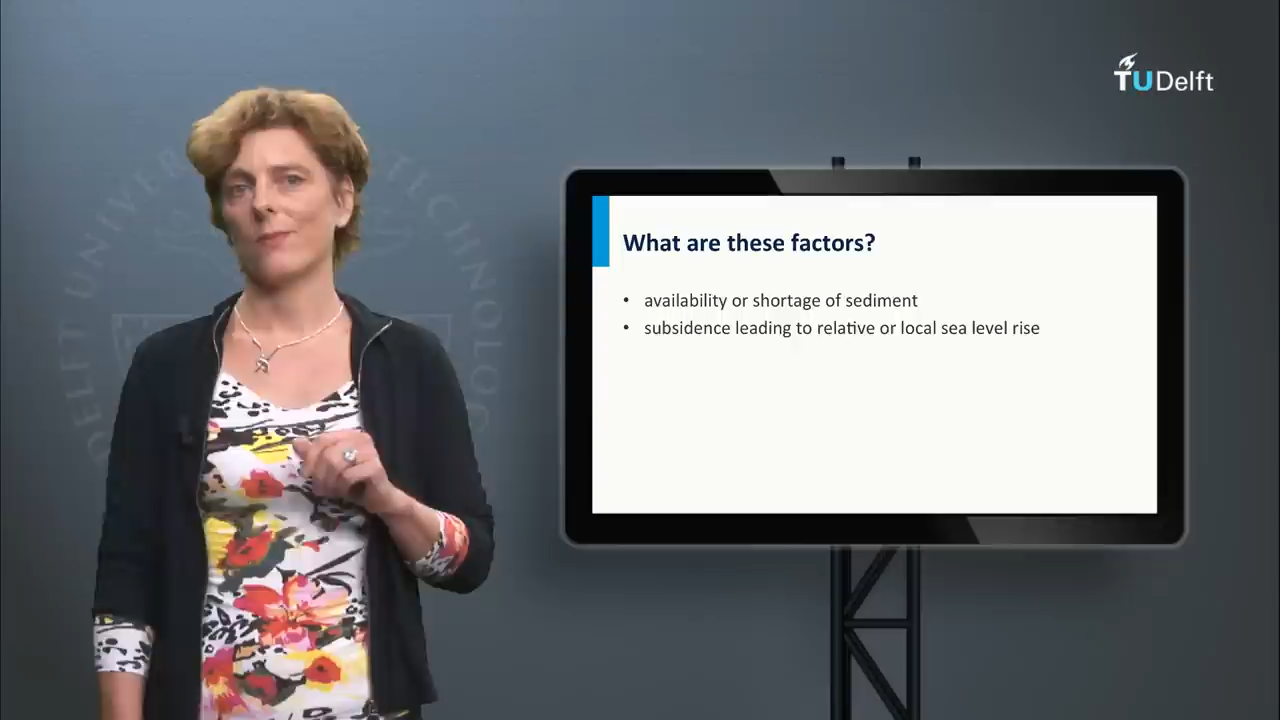 TUDelft
What are these factors?
• availability or shortage of sediment
• subsidence leading to relative or local sea level rise